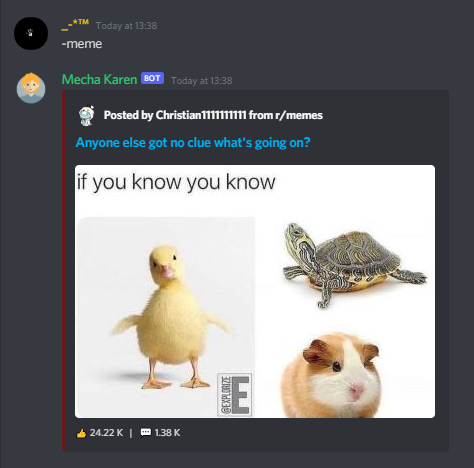 _-*™ Today at 13:38
-meme
Mecha Karen BOT Today at 13:38
Posted by Christian1111111111 from r/memes
Anyone else got no clue what's going on?
if you know you know
@EXPLORIZE
E
24.22 K | 1.38 K